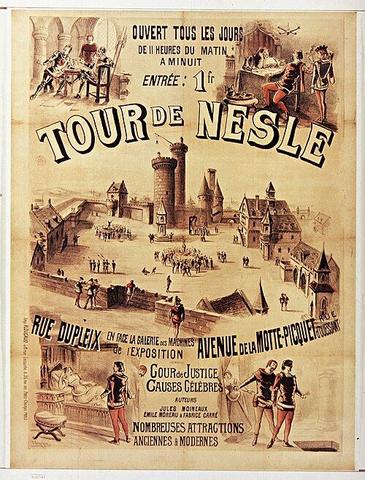 OUVERT TOUS LES JOURS
DE 11 HEURES DU MATIN
A MINUIT
ENTRÉE: 1fr
TOUR DE NESLE
RUE DUPLEIX EN FACE LA GALERIE DES MACHINES AVENUE DE LA MOTTE-PICQUET
de l'EXPOSITION
Cour de Justice
Causes Célèbres
AUTEURS
JULES MOINEAUX
EMILE MOREAU & FABRICE CARRÉ
NOMBREUSES ATTRACTIONS
ANCIENNES & MODERNES